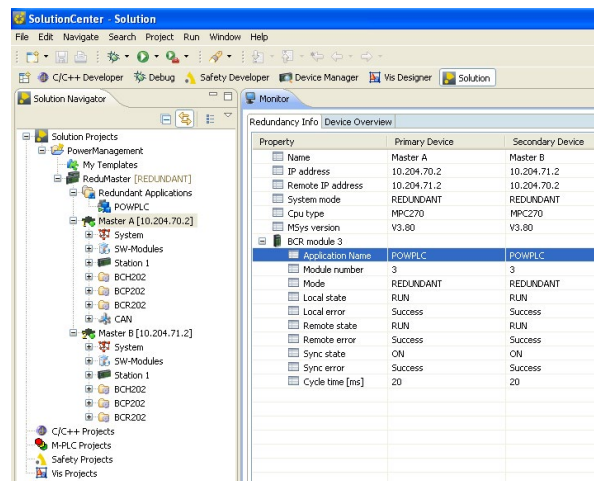 SolutionCenter - Solution
File Edit Navigate Search Project Run Window Help
C/C++ Developer Debug Safety Developer Device Manager Vis Designer Solution
Solution Navigator
Solution Projects
PowerManagement
My Templates
ReduMaster [REDUNDANT]
Redundant Applications
POWPLC
Master A [10.204.70.2]
System
SW-Modules
Station 1
BCH202
BCP202
BCR202
CAN
Master B [10.204.71.2]
System
SW-Modules
Station 1
BCH202
BCP202
BCR202
C/C++ Projects
M-PLC Projects
Safety Projects
Vis Projects
Monitor
Redundancy Info Device Overview
Property Primary Device Secondary Device
Name Master A Master B
IP address 10.204.70.2 10.204.71.2
Remote IP address 10.204.71.2 10.204.70.2
System mode REDUNDANT REDUNDANT
Cpu type MPC270 MPC270
MSys version V3.80 V3.80
BCR module 3
Application Name POWPLC POWPLC
Module number 3 3
Mode REDUNDANT REDUNDANT
Local state RUN RUN
Local error Success Success
Remote state RUN RUN
Remote error Success Success
Sync state ON ON
Sync error Success Success
Cycle time [ms] 20 20